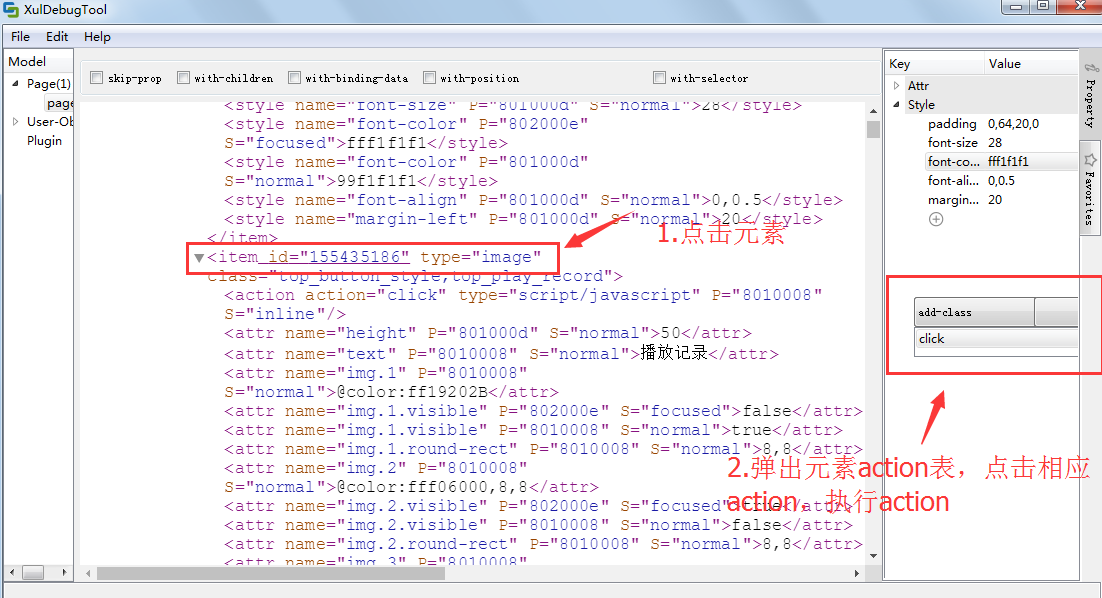 XulDebugTool
File Edit Help
Model
Page(1)
page
User-Ob
Plugin
skip-prop with-children with-binding-data with-position with-selector
<style name="font-size" P="801000d" S="normal">28</style>
<style name="font-color" P="802000e"
S="focused">fff1f1f1</style>
<style name="font-color" P="801000d"
S="normal">99f1f1f1</style>
<style name="font-align" P="801000d" S="normal">0,0.5</style>
<style name="margin-left" P="801000d" S="normal">20</style>
</item>
1.点击元素
<item id="155435186" type="image"
class="top_button_style,top_play_record">
<action action="click" type="script/javascript" P="8010008"
S="inline"/>
<attr name="height" P="801000d" S="normal">50</attr>
<attr name="text" P="8010008" S="normal">播放记录</attr>
<attr name="img.1" P="8010008"
S="normal">@color:ff19202B</attr>
<attr name="img.1.visible" P="802000e" S="focused">false</attr>
<attr name="img.1.visible" P="8010008" S="normal">true</attr>
<attr name="img.1.round-rect" P="8010008" S="normal">8,8</attr>
<attr name="img.2" P="8010008"
S="normal">@color:fff06000,8,8</attr>
<attr name="img.2.visible" P="802000e" S="focused">true</attr>
<attr name="img.2.visible" P="8010008" S="normal">false</attr>
<attr name="img.2.round-rect" P="8010008" S="normal">8,8</attr>
<attr name="img.3" P="8010008"
Key Value
Attr
Style
padding 0,64,20,0
font-size 28
font-co... fff1f1f1
font-ali... 0,0.5
margin... 20
add-class
click
2.弹出元素action表，点击相应
action，执行action
Property
Favorites